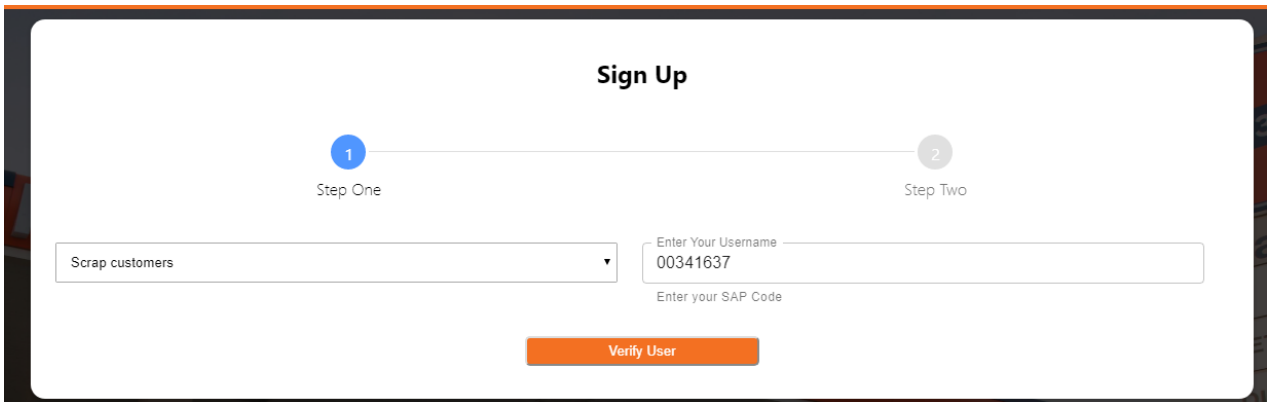 Sign Up
1
2
Step One
Step Two
Enter Your Username
Scrap customers
00341637
Enter your SAP Code
Verify User